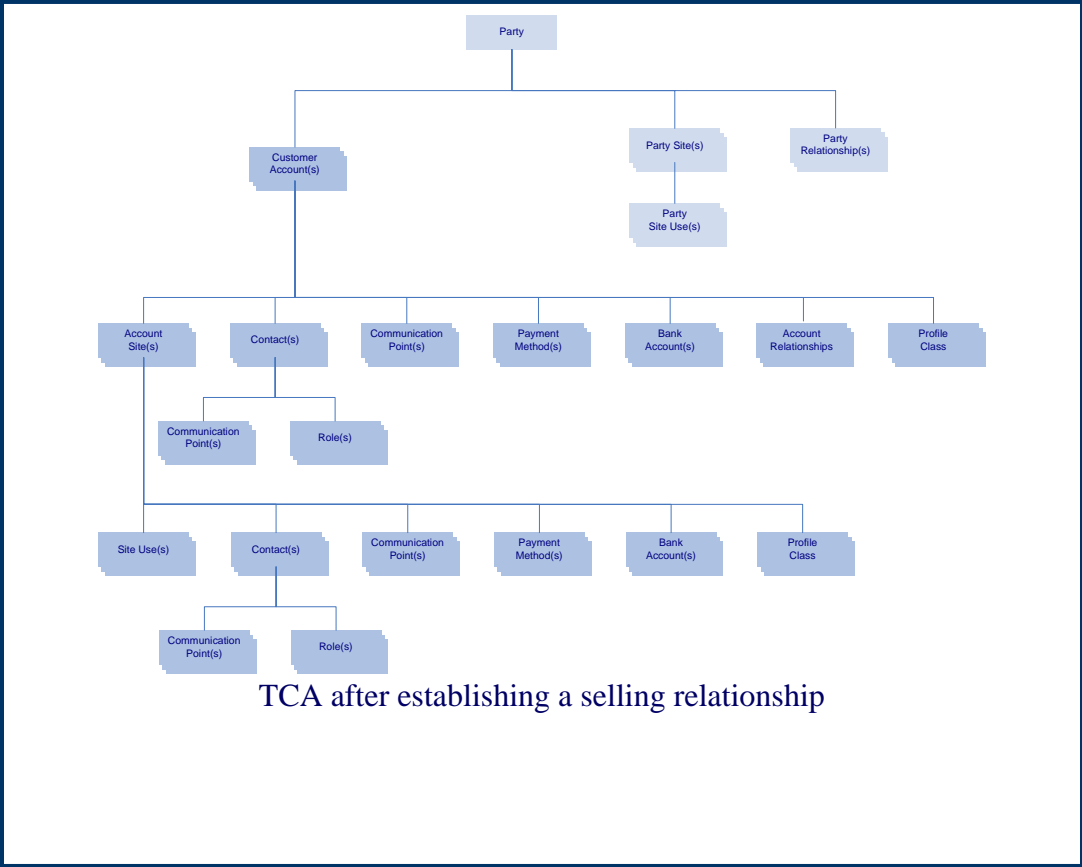 Party
Customer
Account(s)
Party Site(s)
Party
Relationship(s)
Party
Site Use(s)
Account
Site(s)
Contact(s)
Communication
Point(s)
Payment
Method(s)
Bank
Account(s)
Account
Relationships
Profile
Class
Communication
Point(s)
Role(s)
Site Use(s)
Contact(s)
Communication
Point(s)
Payment
Method(s)
Bank
Account(s)
Profile
Class
Communication
Point(s)
Role(s)
TCA after establishing a selling relationship